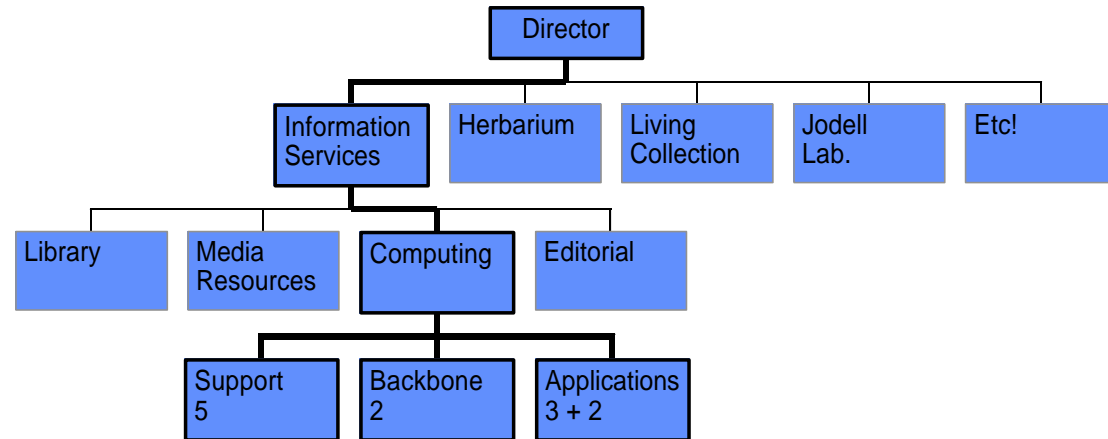 Director
Information
Services
Herbarium
Living
Collection
Jodell
Lab.
Etc!
Library
Media
Resources
Computing
Editorial
Support
5
Backbone
2
Applications
3 + 2